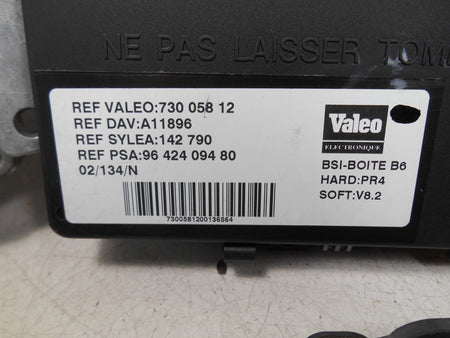 NE PAS LAISSER TOM
REF VALEO:730 058 12
REF DAV:A11896
REF SYLEA:142 790
REF PSA:96 424 094 80
02/134/N
7300581200136564
Valeo
ELECTRONIQUE
BSI-BOITE B6
HARD:PR4
SOFT:V8.2